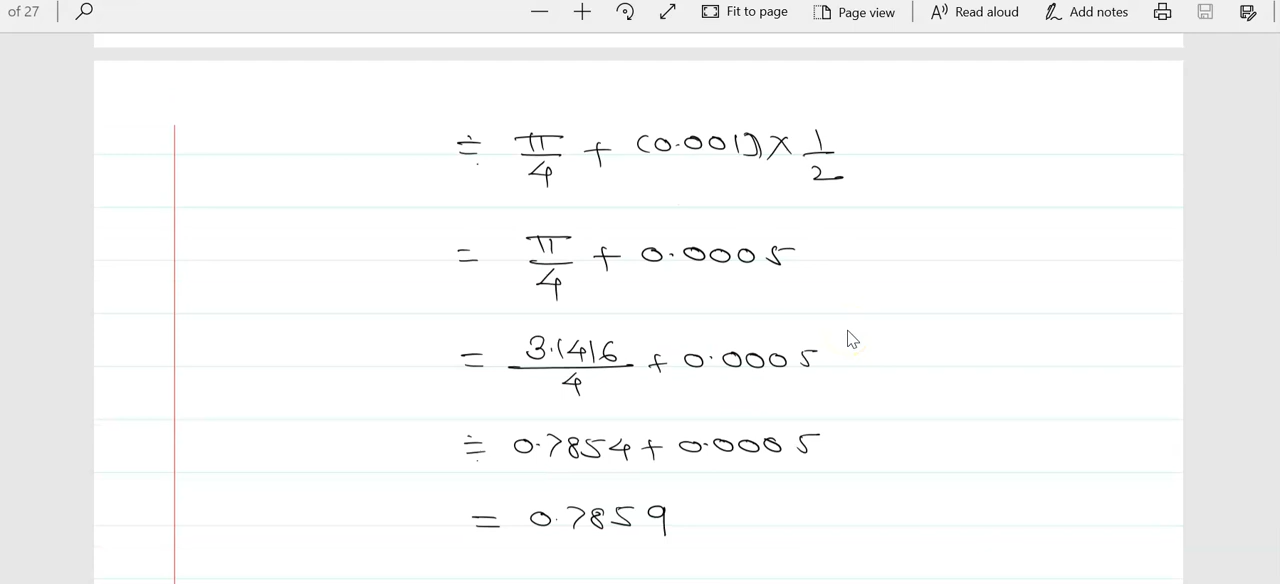 of 27 Fit to page Page view Read aloud Add notes
≑ π/4 + (0.001) × 1/2
= π/4 + 0.0005
= 3.1416/4 + 0.0005
≑ 0.7854 + 0.0005
= 0.7859